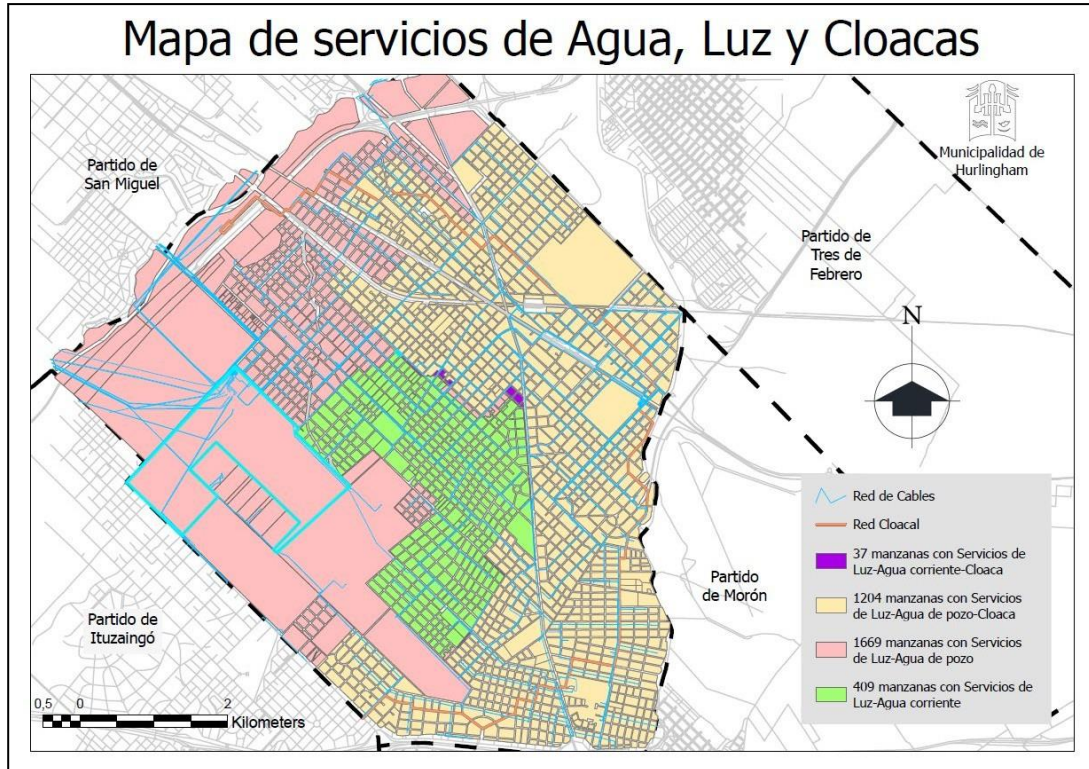 Mapa de servicios de Agua, Luz y Cloacas
Partido de
San Miguel
Municipalidad de
Hurlingham
Partido de
Tres de
Febrero
N
Partido
de Morón
Partido de
Ituzaingó
0,5 0 2
Kilometers
Red de Cables
Red Cloacal
37 manzanas con Servicios de
Luz-Agua corriente-Cloaca
1204 manzanas con Servicios
de Luz-Agua de pozo-Cloaca
1669 manzanas con Servicios
de Luz-Agua de pozo
409 manzanas con Servicios de
Luz-Agua corriente